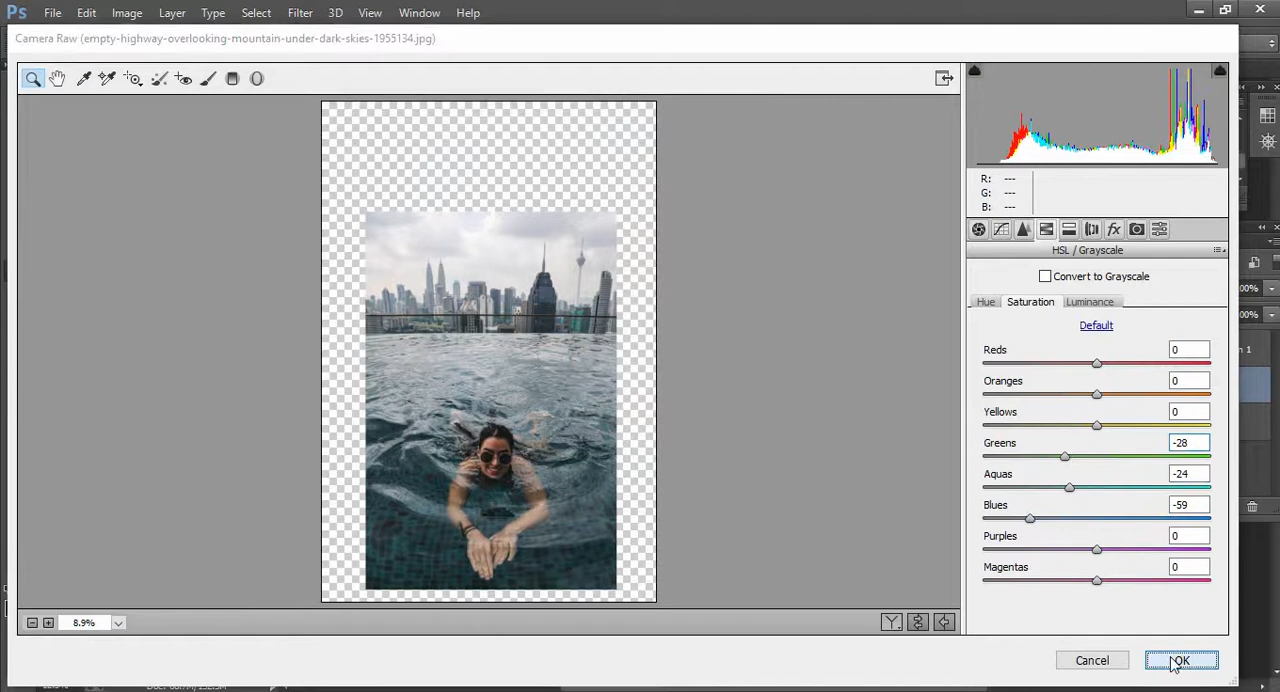 Ps File Edit Image Layer Type Select Filter 3D View Window Help
Camera Raw (empty-highway-overlooking-mountain-under-dark-skies-1955134.jpg)
R: ---
G: ---
B: ---
HSL / Grayscale
Convert to Grayscale
Hue Saturation Luminance
Default
Reds 0
Oranges 0
Yellows 0
Greens -28
Aquas -24
Blues -59
Purples 0
Magentas 0
8.9%
Cancel OK